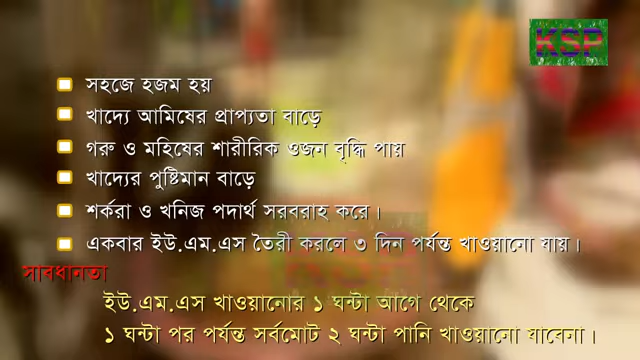 KSP
সহজে হজম হয়
খাদ্যে আমিষের প্রাপ্যতা বাড়ে
গরু ও মহিষের শারীরিক ওজন বৃদ্ধি পায়
খাদ্যের পুষ্টিমান বাড়ে
শর্করা ও খনিজ পদার্থ সরবরাহ করে।
একবার ইউ.এম.এস তৈরী করলে ৩ দিন পর্যন্ত খাওয়ানো যায়।
সাবধানতা
ইউ.এম.এস খাওয়ানোর ১ ঘন্টা আগে থেকে
১ ঘন্টা পর পর্যন্ত সর্বমোট ২ ঘন্টা পানি খাওয়ানো যাবেনা।